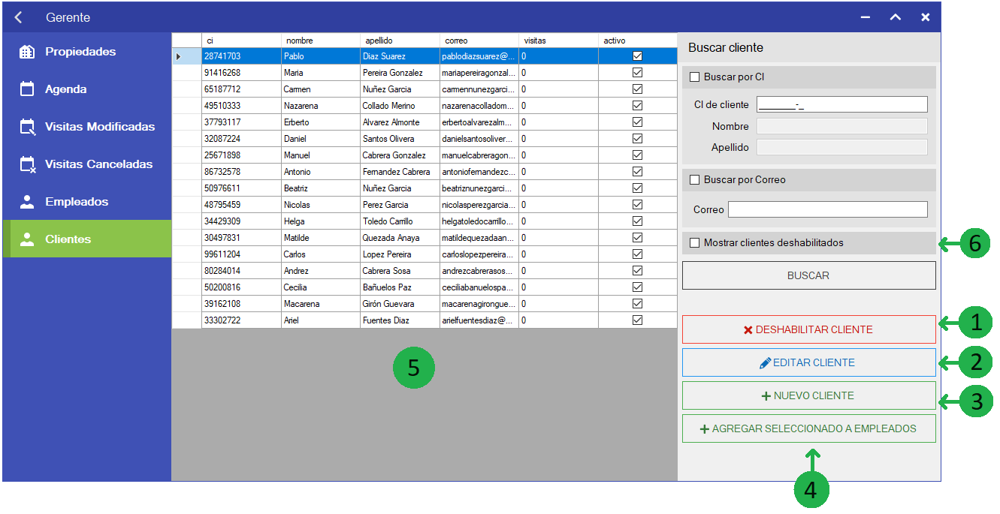 Gerente
Propiedades
Agenda
Visitas Modificadas
Visitas Canceladas
Empleados
Clientes
ci nombre apellido correo visitas activo
28741703 Pablo Diaz Suarez pablodiazsuarez@... 0
91416268 Maria Pereira Gonzalez mariapereiragonzal... 0
65187712 Carmen Nuñez Garcia carmennunezgarci... 0
49510333 Nazarena Collado Merino nazarenacolladom... 0
37793117 Erberto Alvarez Almonte erbertoalvarezalm... 0
32087224 Daniel Santos Olivera danielsantosoliver... 0
25671898 Manuel Cabrera Gonzalez manuelcabreragon... 0
86732578 Antonio Fernandez Cabrera antoniofernandezc... 0
50976611 Beatriz Nuñez Garcia beatriznunezgarci... 0
48795459 Nicolas Perez Garcia nicolasperezgarcia... 0
34429309 Helga Toledo Carrillo helgatoledocarrillo... 0
30497831 Matilde Quezada Anaya matildequezadaan... 0
99611204 Carlos Lopez Pereira carloslopezpereira... 0
80284014 Andrez Cabrera Sosa andrezcabrerasos... 0
50200816 Cecilia Bañuelos Paz ceciliabanuelospa... 0
39162108 Macarena Girón Guevara macarenagirongue... 0
33302722 Ariel Fuentes Diaz arielfuentesdiaz@... 0
5
Buscar cliente
Buscar por CI
CI de cliente _______-_
Nombre
Apellido
Buscar por Correo
Correo
Mostrar clientes deshabilitados
6
BUSCAR
DESHABILITAR CLIENTE
1
EDITAR CLIENTE
2
NUEVO CLIENTE
3
AGREGAR SELECCIONADO A EMPLEADOS
4